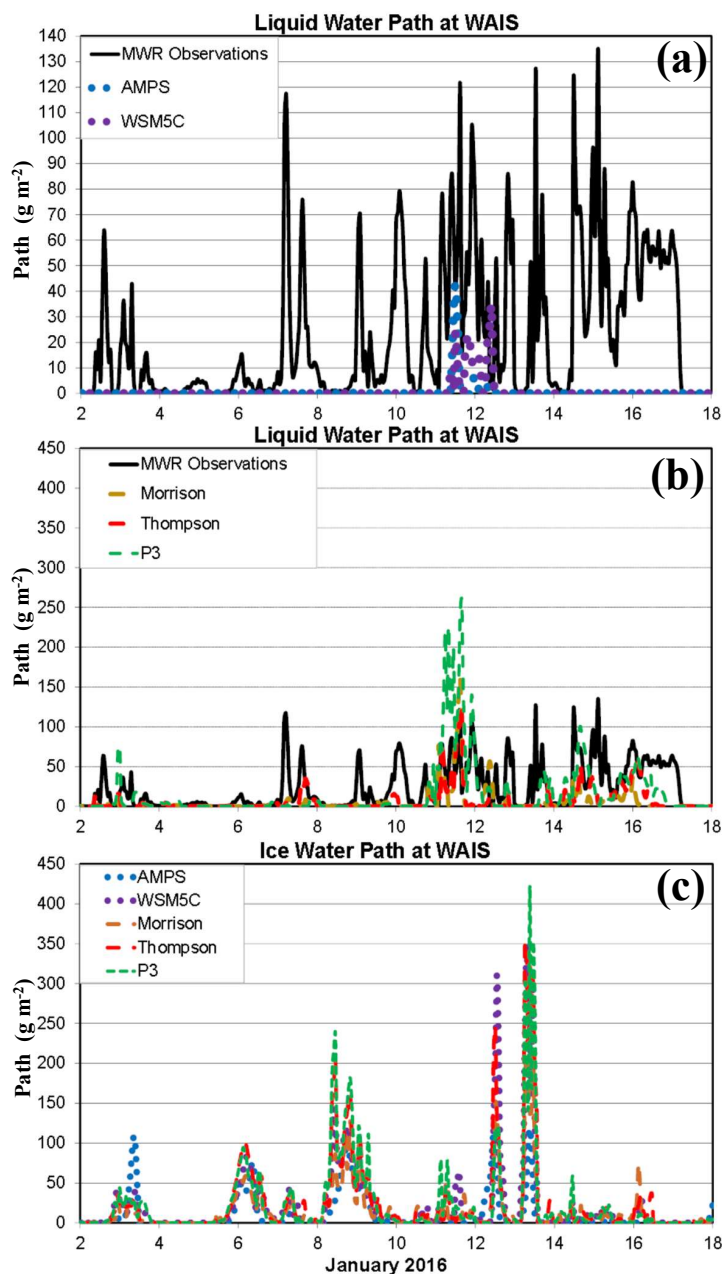 Liquid Water Path at WAIS
(a)
MWR Observations
AMPS
WSM5C
Path (g m-2)
140
130
120
110
100
90
80
70
60
50
40
30
20
10
0
2 4 6 8 10 12 14 16 18
Liquid Water Path at WAIS
(b)
MWR Observations
Morrison
Thompson
P3
Path (g m-2)
450
400
350
300
250
200
150
100
50
0
2 4 6 8 10 12 14 16 18
Ice Water Path at WAIS
(c)
AMPS
WSM5C
Morrison
Thompson
P3
Path (g m-2)
450
400
350
300
250
200
150
100
50
0
2 4 6 8 10 12 14 16 18
January 2016